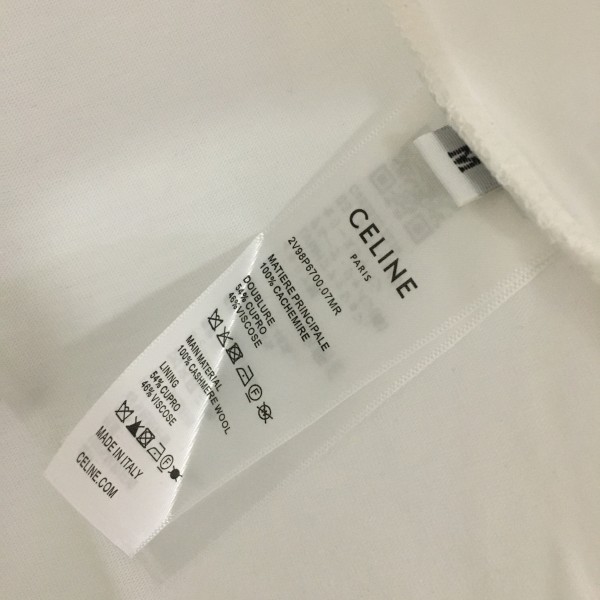 M
CELINE
PARIS
2V98P6700.07MR
MATIERE PRINCIPALE
100% CACHEMIRE
DOUBLURE
54% CUPRO
46% VISCOSE
MAIN MATERIAL
100% CASHMERE WOOL
LINING
54% CUPRO
46% VISCOSE
MADE IN ITALY
CELINE.COM